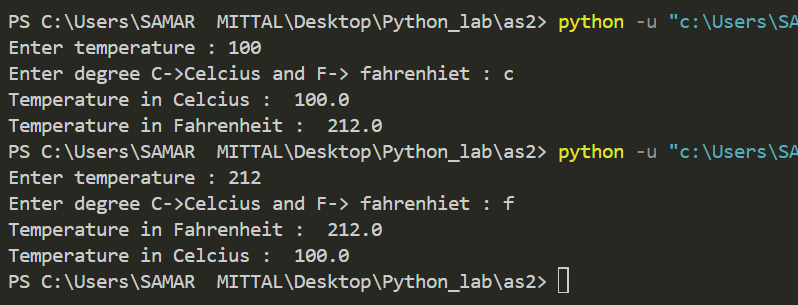 PS C:\Users\SAMAR  MITTAL\Desktop\Python_lab\as2> python -u "c:\Users\SA
Enter temperature : 100
Enter degree C->Celcius and F-> fahrenhiet : c
Temperature in Celcius :  100.0
Temperature in Fahrenheit :  212.0
PS C:\Users\SAMAR  MITTAL\Desktop\Python_lab\as2> python -u "c:\Users\SA
Enter temperature : 212
Enter degree C->Celcius and F-> fahrenhiet : f
Temperature in Fahrenheit :  212.0
Temperature in Celcius :  100.0
PS C:\Users\SAMAR  MITTAL\Desktop\Python_lab\as2>